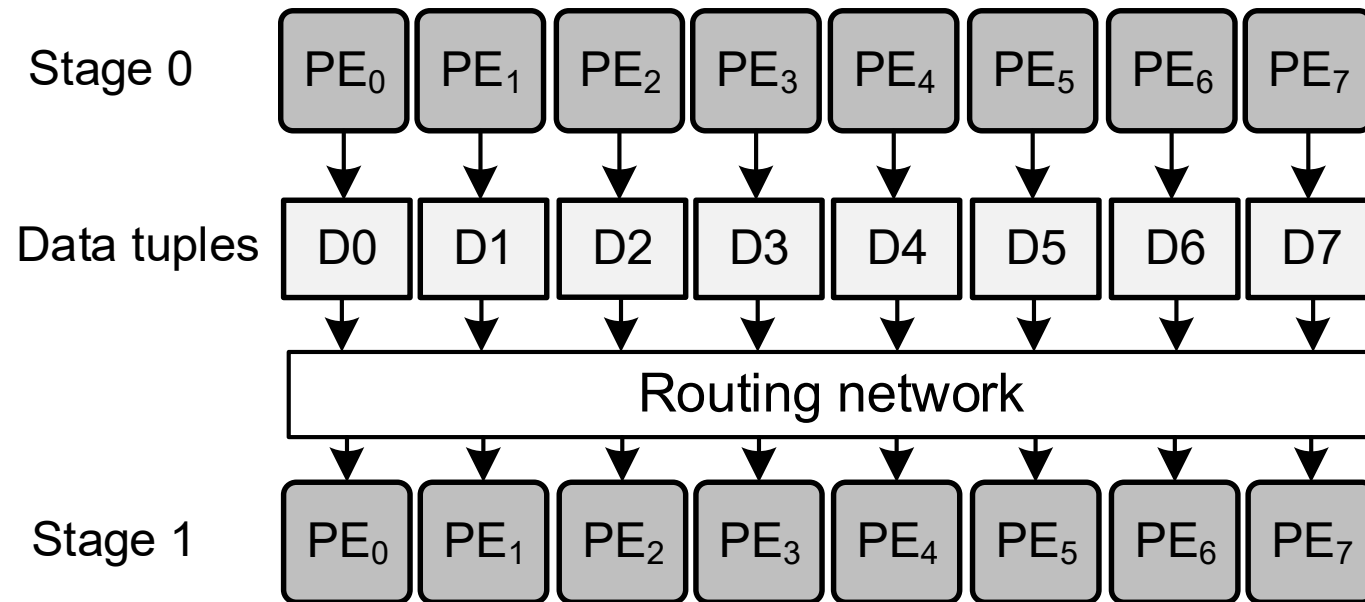 Stage 0 PE₀ PE₁ PE₂ PE₃ PE₄ PE₅ PE₆ PE₇
Data tuples D0 D1 D2 D3 D4 D5 D6 D7
Routing network
Stage 1 PE₀ PE₁ PE₂ PE₃ PE₄ PE₅ PE₆ PE₇